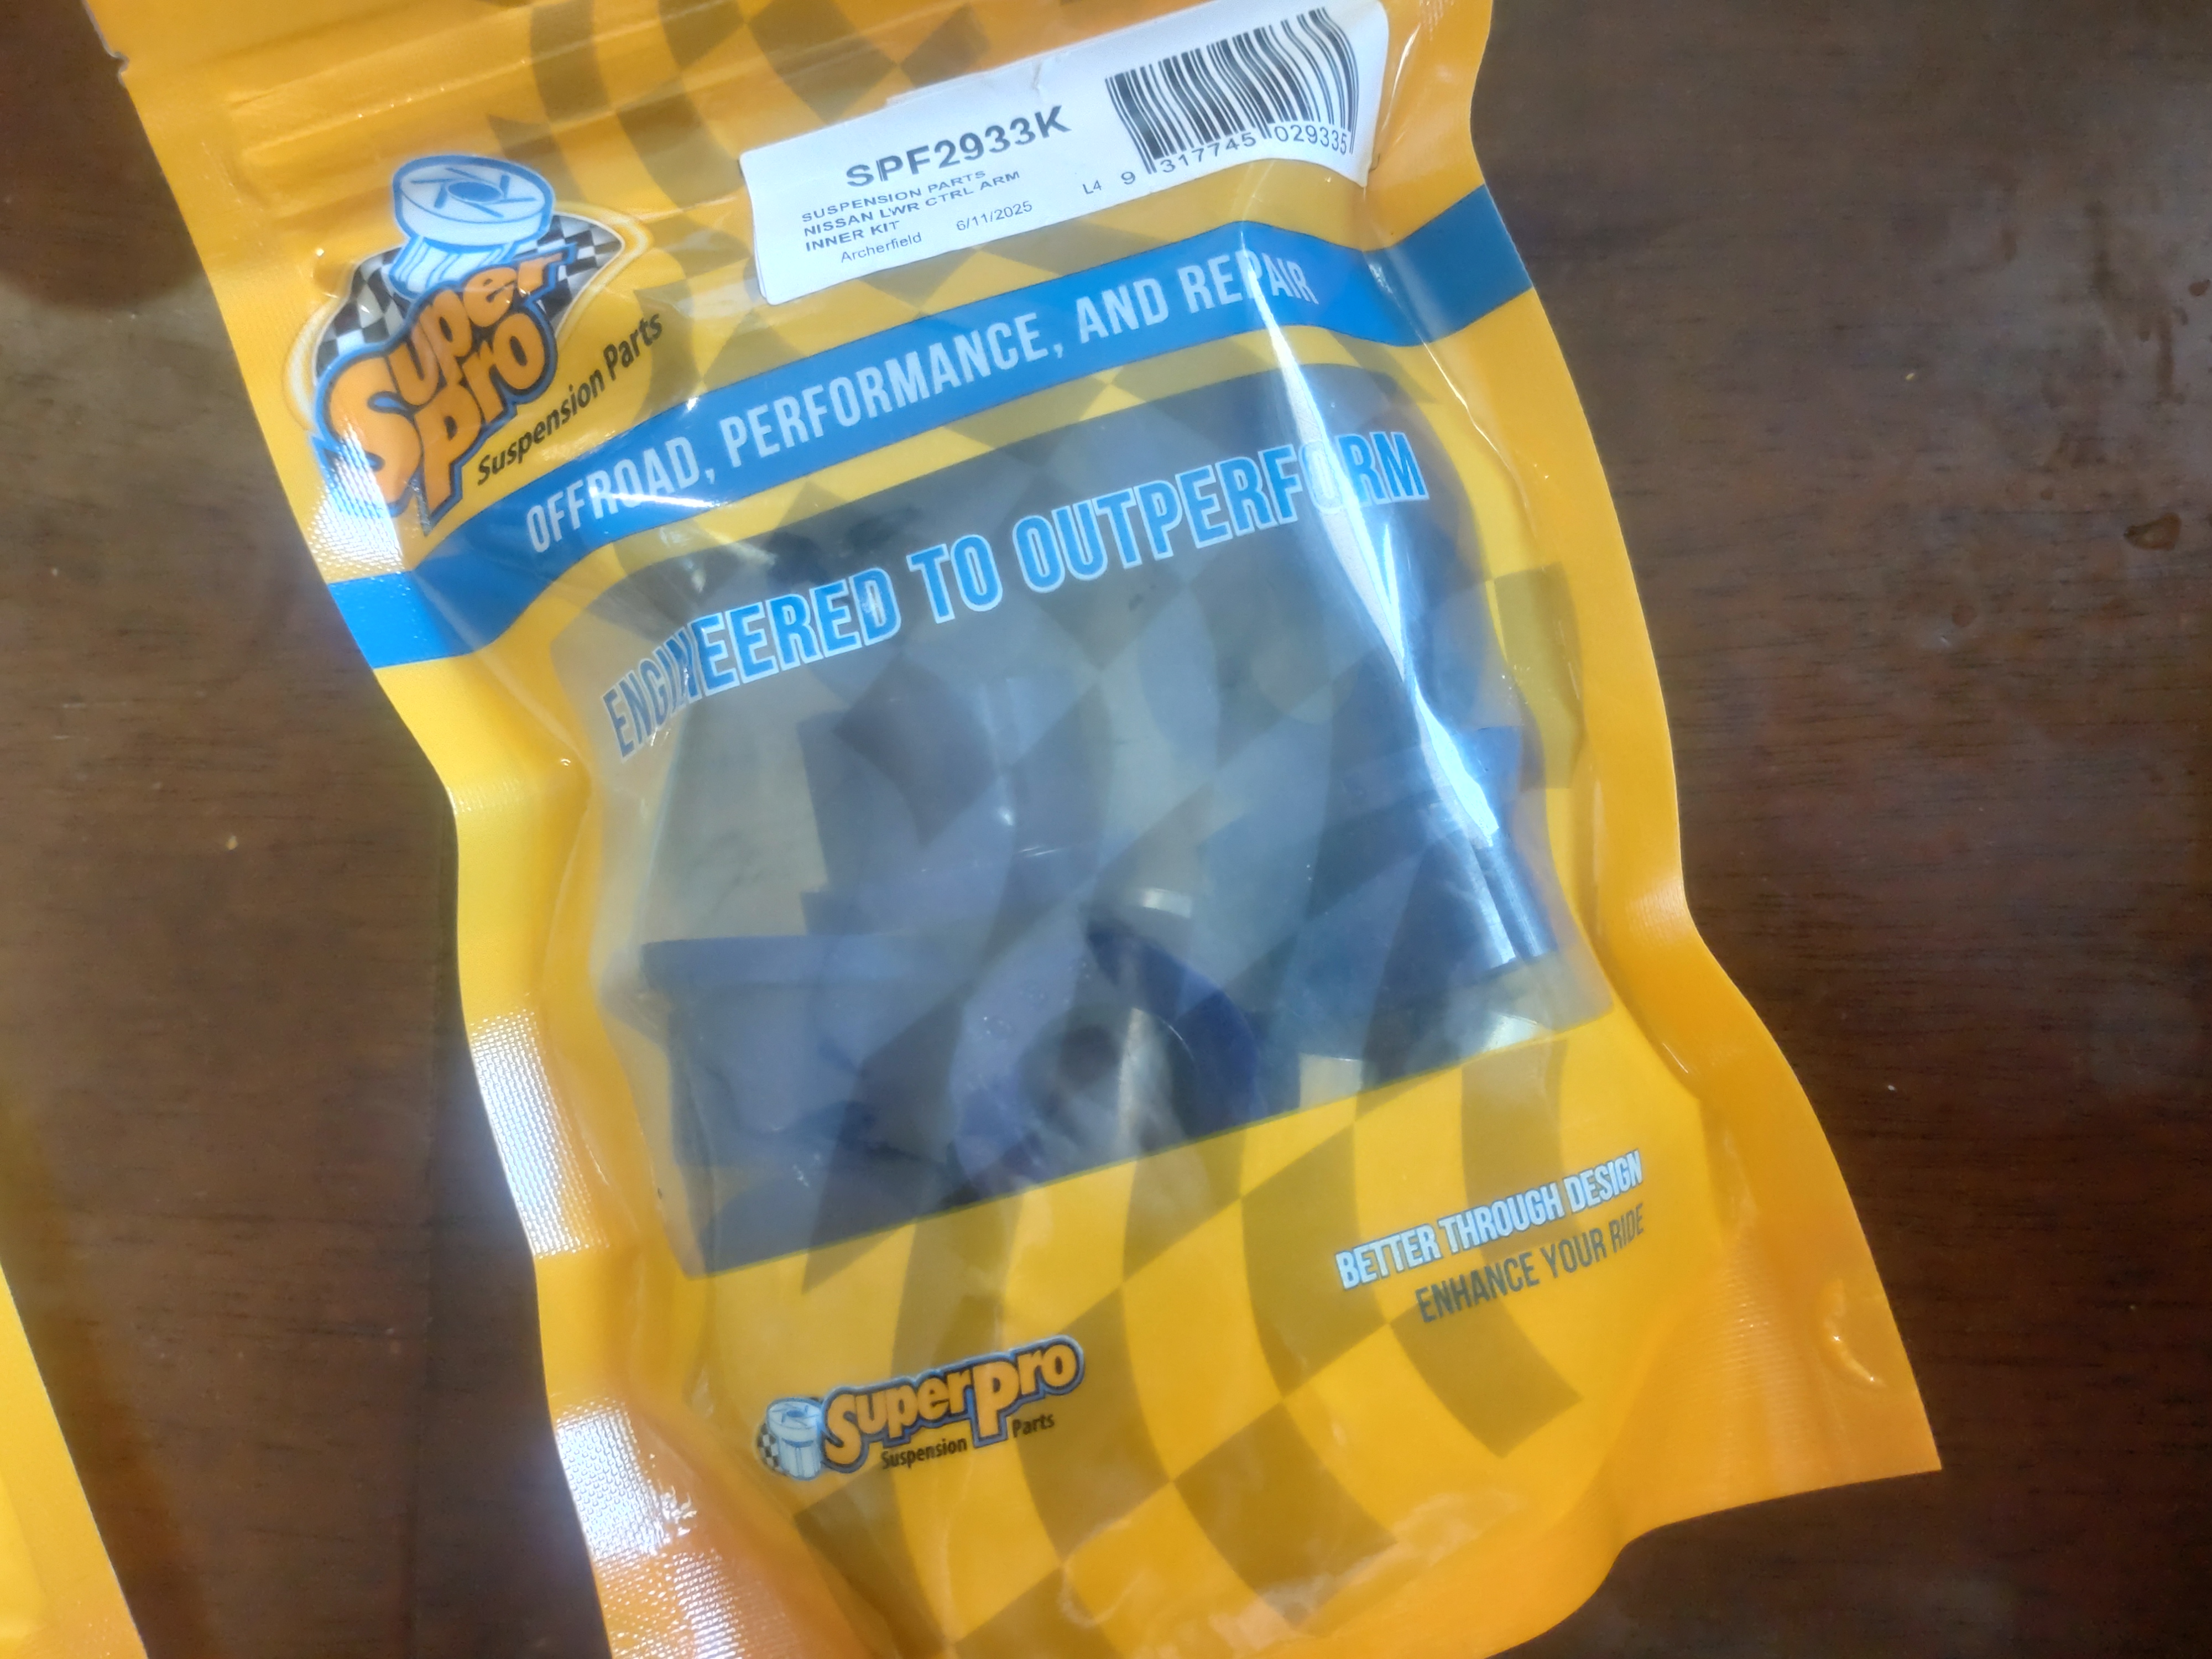 SPF2933K
SUSPENSION PARTS
NISSAN LWR CTRL ARM
INNER KIT
Archerfield 6/11/2025
L4 9 317745 029335
Super
Pro
Suspension Parts
OFFROAD, PERFORMANCE, AND REPAIR
ENGINEERED TO OUTPERFORM
BETTER THROUGH DESIGN
ENHANCE YOUR RIDE
SuperPro
Suspension Parts